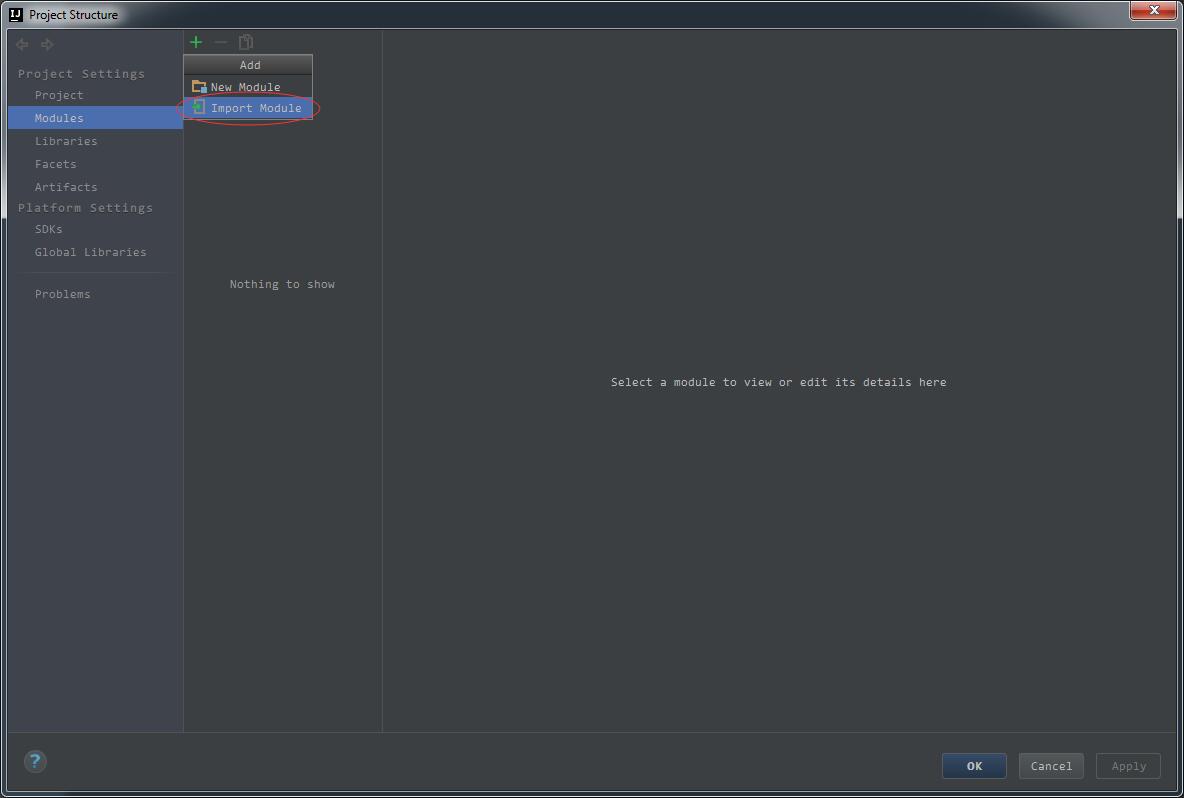 Project Structure
Project Settings
Project
Modules
Libraries
Facets
Artifacts
Platform Settings
SDKs
Global Libraries
Problems
Add
New Module
Import Module
Nothing to show
Select a module to view or edit its details here
?
OK
Cancel
Apply